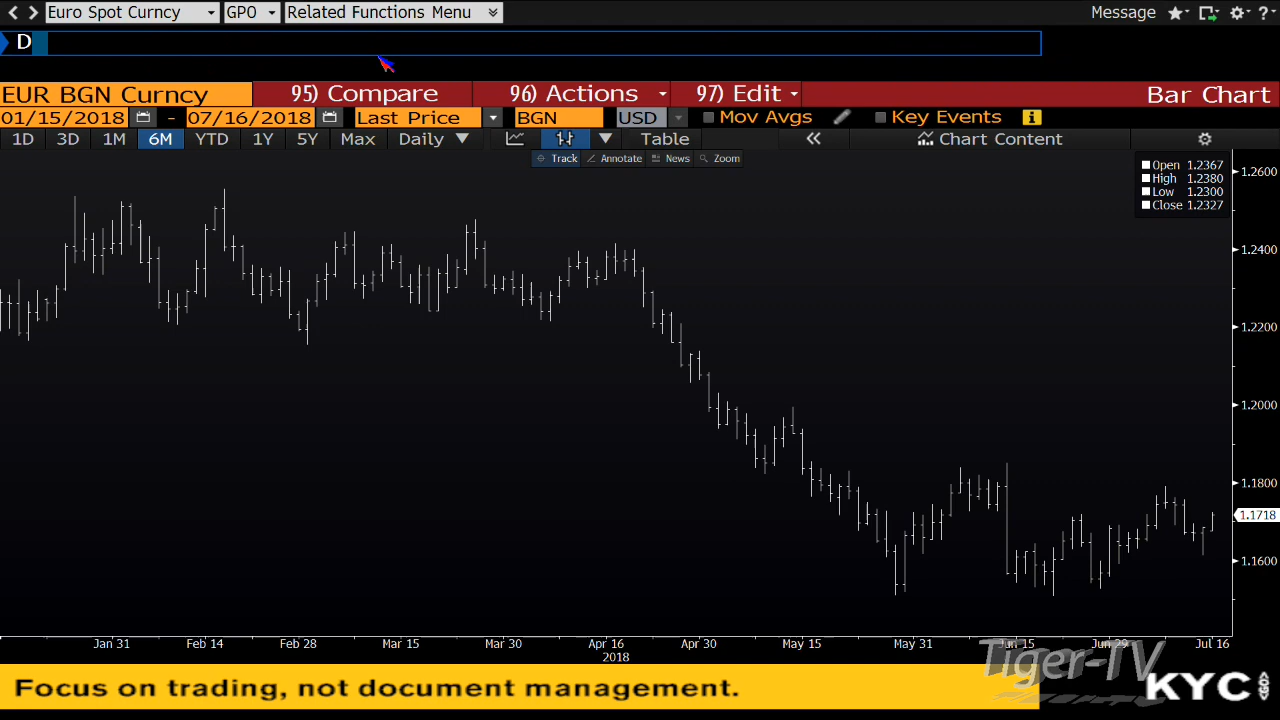 Euro Spot Curncy GPO Related Functions Menu Message ?
D
EUR BGN Curncy 95) Compare 96) Actions 97) Edit Bar Chart
01/15/2018 - 07/16/2018 Last Price BGN USD Mov Avgs Key Events i
1D 3D 1M 6M YTD 1Y 5Y Max Daily Table « Chart Content
Track Annotate News Zoom
Open 1.2367
High 1.2380
Low 1.2300
Close 1.2327
1.2600
1.2400
1.2200
1.2000
1.1800
1.1718
1.1600
Jan 31 Feb 14 Feb 28 Mar 15 Mar 30 Apr 16 Apr 30 May 15 May 31 Jun 15 Jun 29 Jul 16
2018
Tiger-TV
Focus on trading, not document management.
KYC